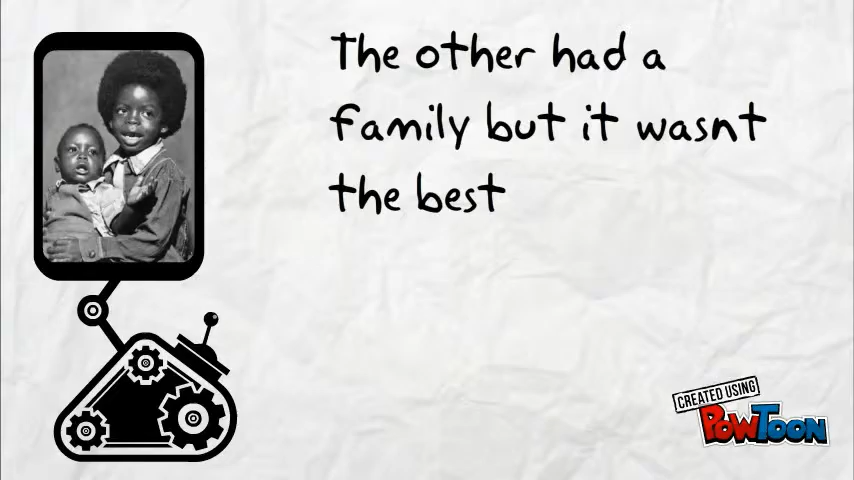 The other had a
family but it wasnt
the best
CREATED USING
POWTOON